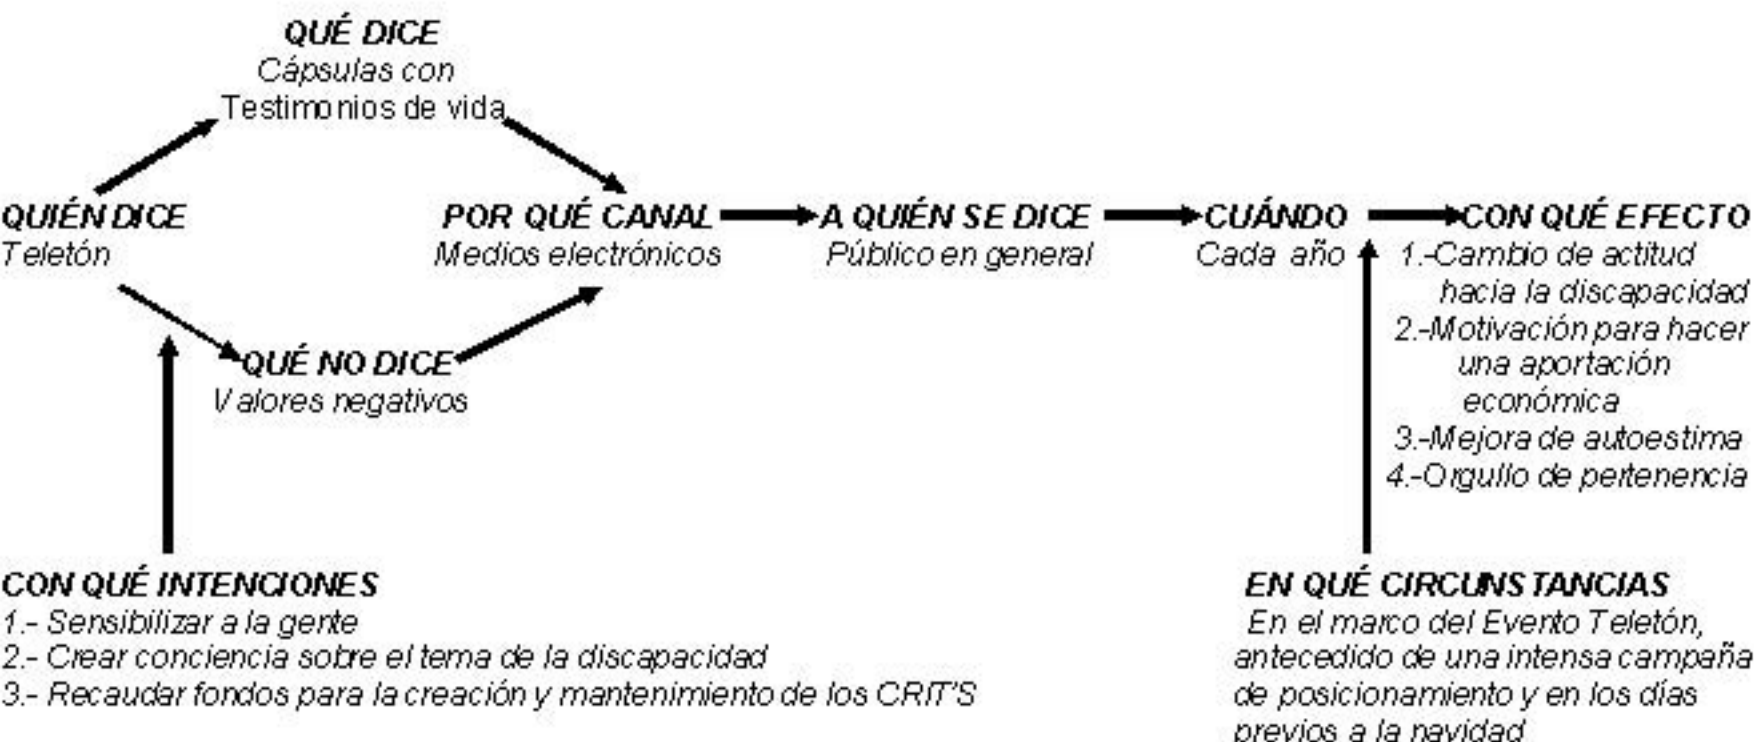 QUÉ DICE
Cápsulas con
Testimonios de vida
QUIÉN DICE
Teletón
POR QUÉ CANAL
Medios electrónicos
A QUIÉN SE DICE
Público en general
CUÁNDO
Cada año
CON QUÉ EFECTO
1.-Cambio de actitud
hacia la discapacidad
2.-Motivación para hacer
una aportación
económica
3.-Mejora de autoestima
4.-Orgullo de pertenencia
QUÉ NO DICE
Valores negativos
CON QUÉ INTENCIONES
1.- Sensibilizar a la gente
2.- Crear conciencia sobre el tema de la discapacidad
3.- Recaudar fondos para la creación y mantenimiento de los CRIT'S
EN QUÉ CIRCUNSTANCIAS
En el marco del Evento Teletón,
antecedido de una intensa campaña
de posicionamiento y en los días
previos a la navidad